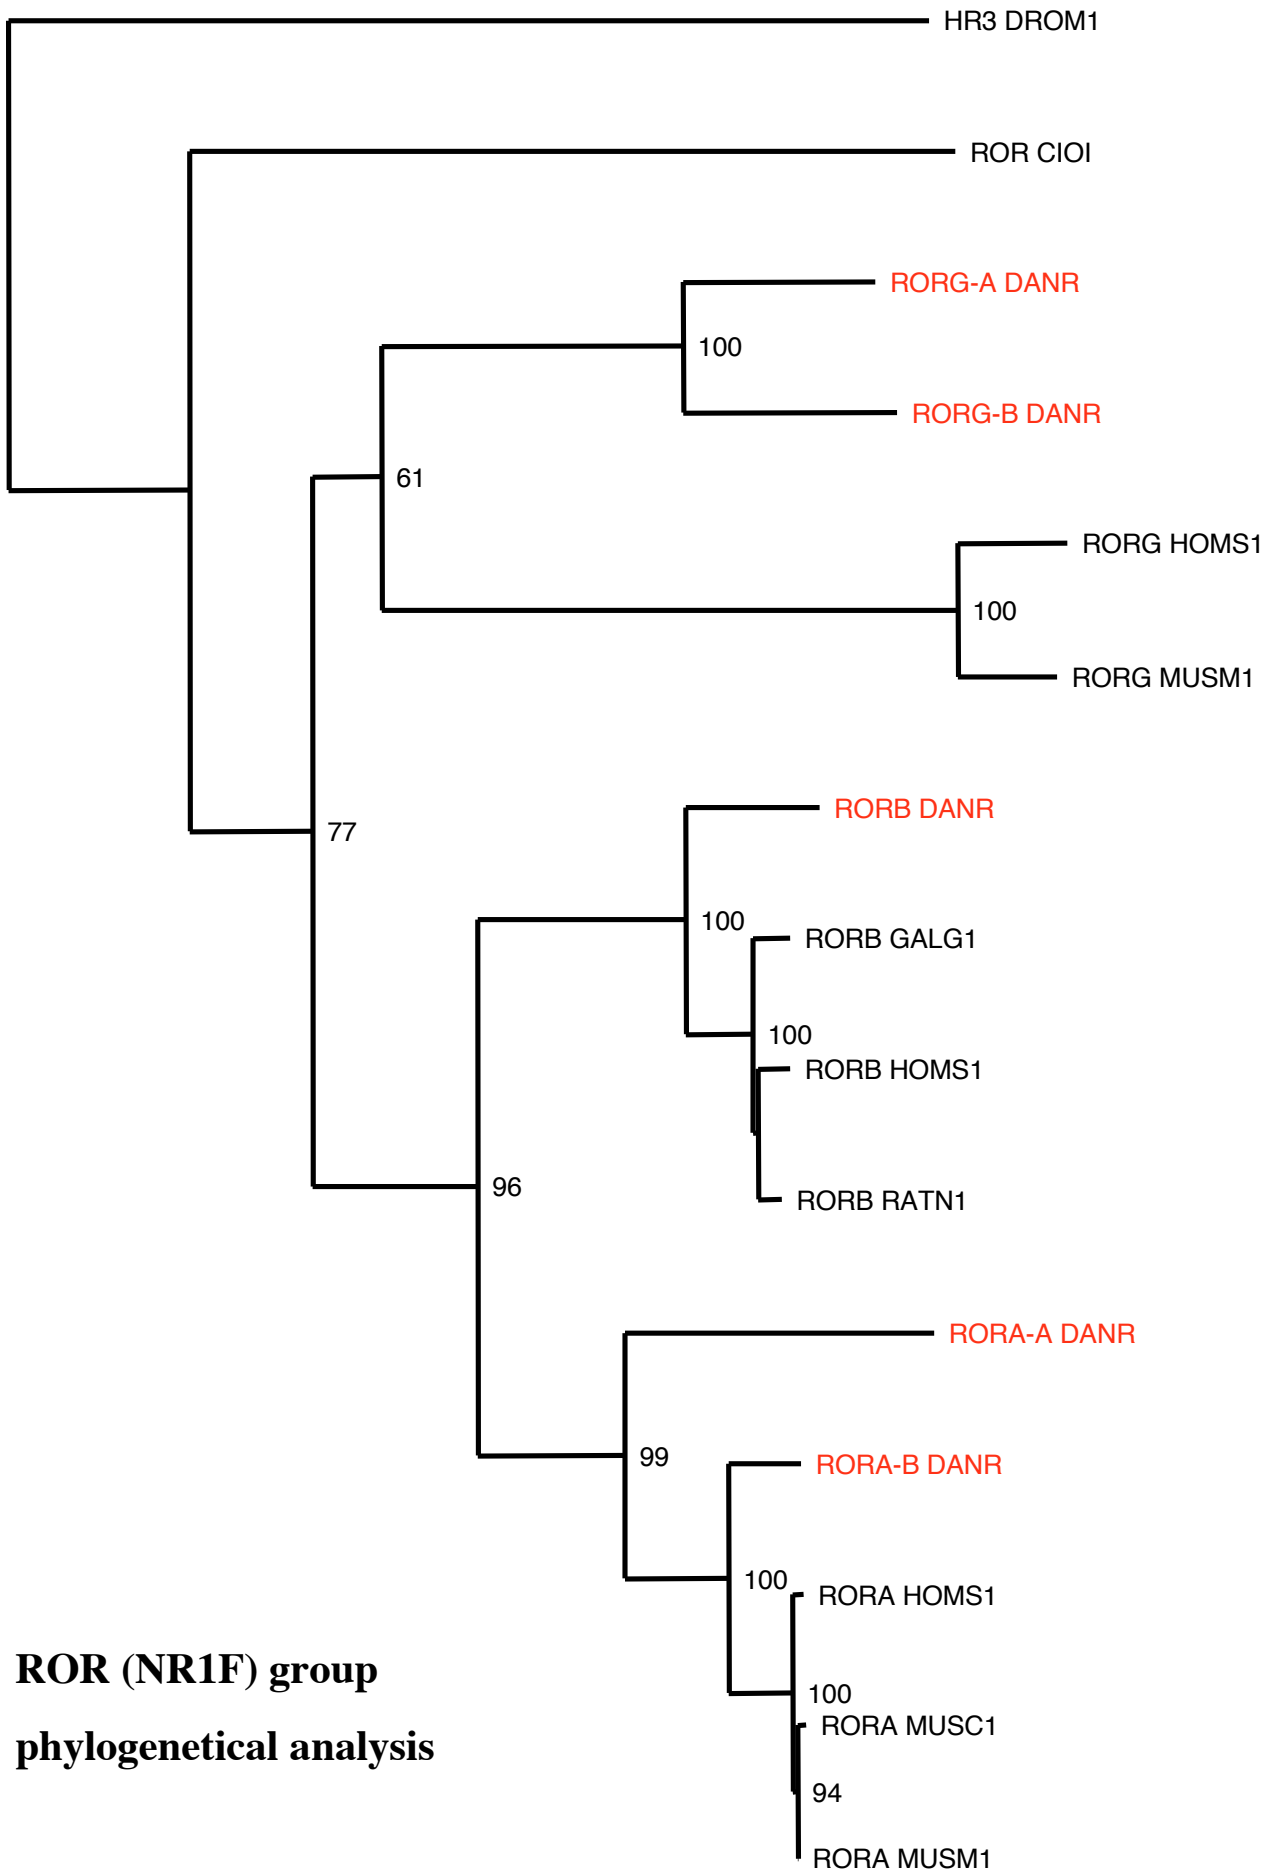 HR3 DROM1
ROR CIOI
RORG-A DANR
100
RORG-B DANR
61
RORG HOMS1
100
RORG MUSM1
RORB DANR
77
100
RORB GALG1
100
RORB HOMS1
96
RORB RATN1
RORA-A DANR
99
RORA-B DANR
100
RORA HOMS1
ROR (NR1F) group
100
RORA MUSC1
phylogenetical analysis
94
RORA MUSM1